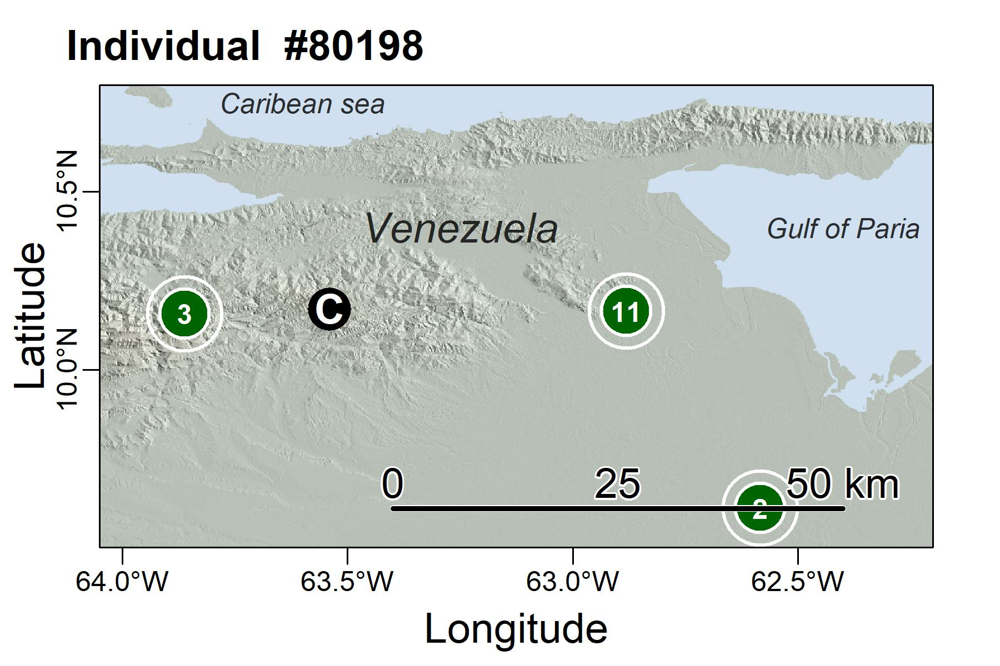 Individual #80198
Caribean sea
10.5°N
Venezuela
Gulf of Paria
3
C
11
Latitude
10.0°N
0 25 50 km
2
64.0°W 63.5°W 63.0°W 62.5°W
Longitude